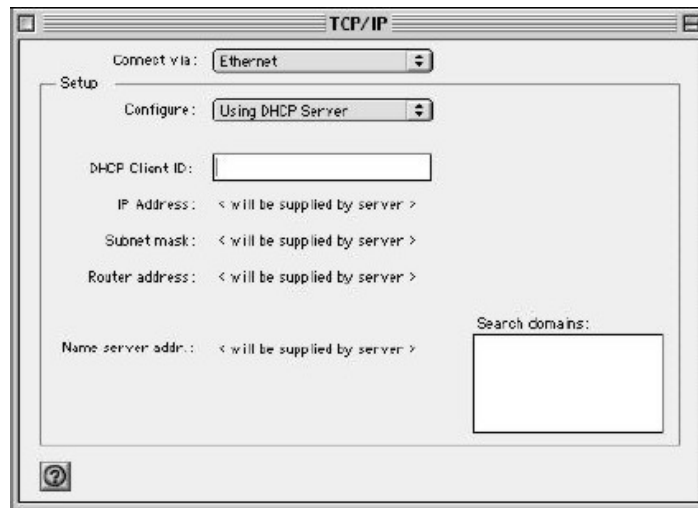 TCP/IP
Connect via: Ethernet
Setup
Configure: Using DHCP Server
DHCP Client ID:
IP Address: < will be supplied by server >
Subnet mask: < will be supplied by server >
Router address: < will be supplied by server >
Search domains:
Name server addr.: < will be supplied by server >
?